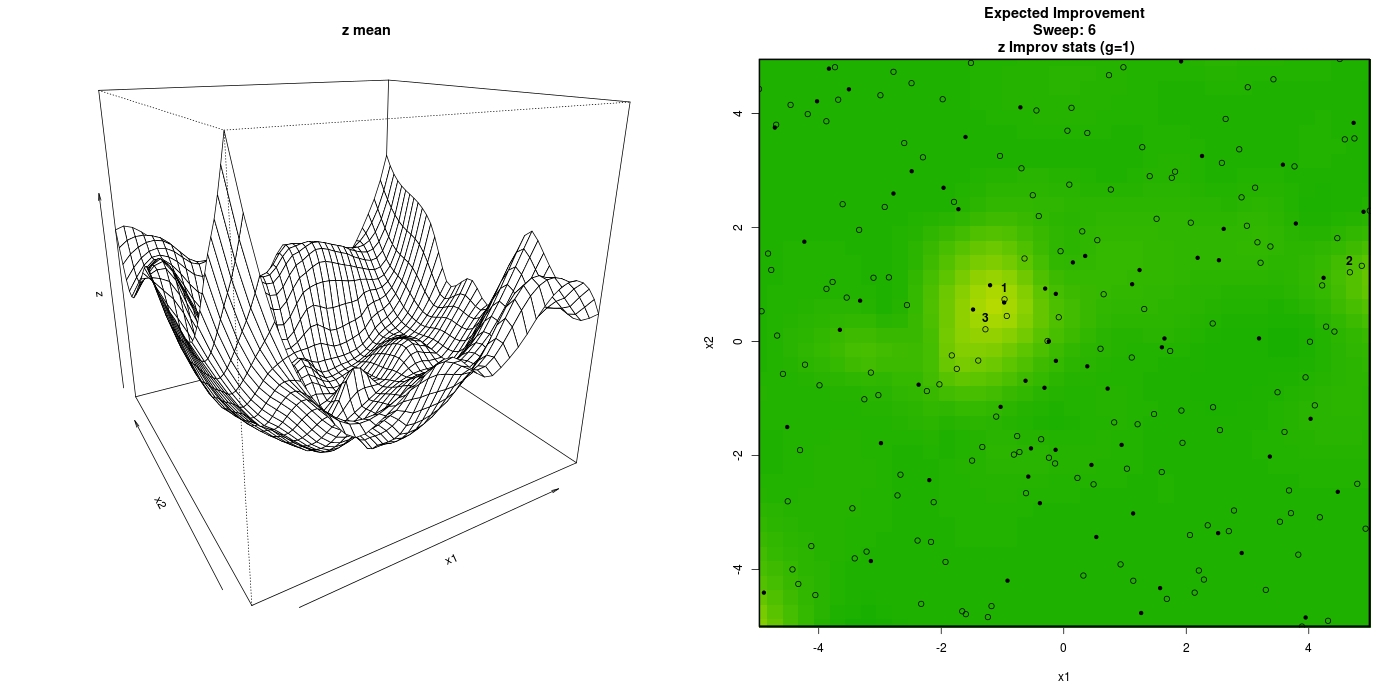 z mean
z
x2
x1
Expected Improvement
Sweep: 6
z Improv stats (g=1)
x2
4
2
0
-2
-4
1
2
3
-4
-2
0
2
4
x1